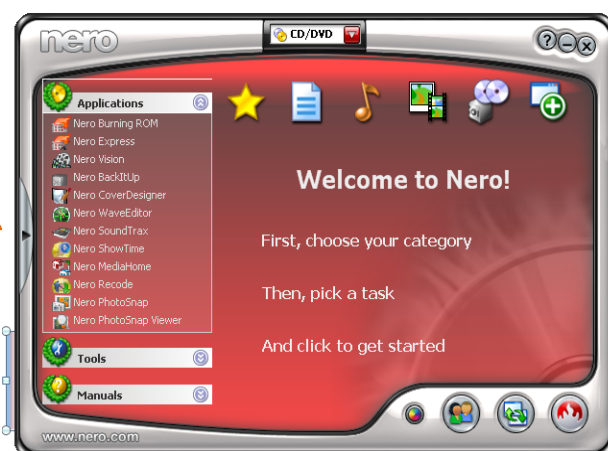 nero
CD/DVD
Applications
Nero Burning ROM
Nero Express
Nero Vision
Nero BackItUp
Nero CoverDesigner
Nero WaveEditor
Nero SoundTrax
Nero ShowTime
Nero MediaHome
Nero Recode
Nero PhotoSnap
Nero PhotoSnap Viewer
Tools
Manuals
Welcome to Nero!
First, choose your category
Then, pick a task
And click to get started
www.nero.com